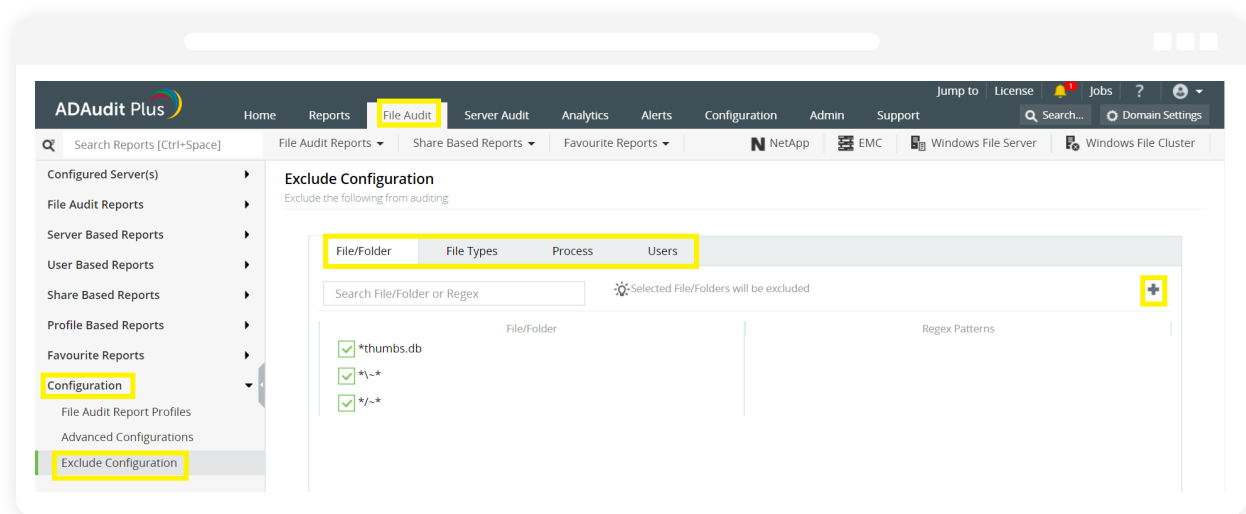 Jump to License 1 Jobs ?
ADAudit Plus
Home Reports File Audit Server Audit Analytics Alerts Configuration Admin Support Search... Domain Settings
Search Reports [Ctrl+Space] File Audit Reports Share Based Reports Favourite Reports N NetApp EMC Windows File Server Windows File Cluster
Configured Server(s)
File Audit Reports
Server Based Reports
User Based Reports
Share Based Reports
Profile Based Reports
Favourite Reports
Configuration
File Audit Report Profiles
Advanced Configurations
Exclude Configuration
Exclude Configuration
Exclude the following from auditing.
File/Folder File Types Process Users
Search File/Folder or Regex Selected File/Folders will be excluded +
File/Folder Regex Patterns
*thumbs.db
*\~*
*/~*